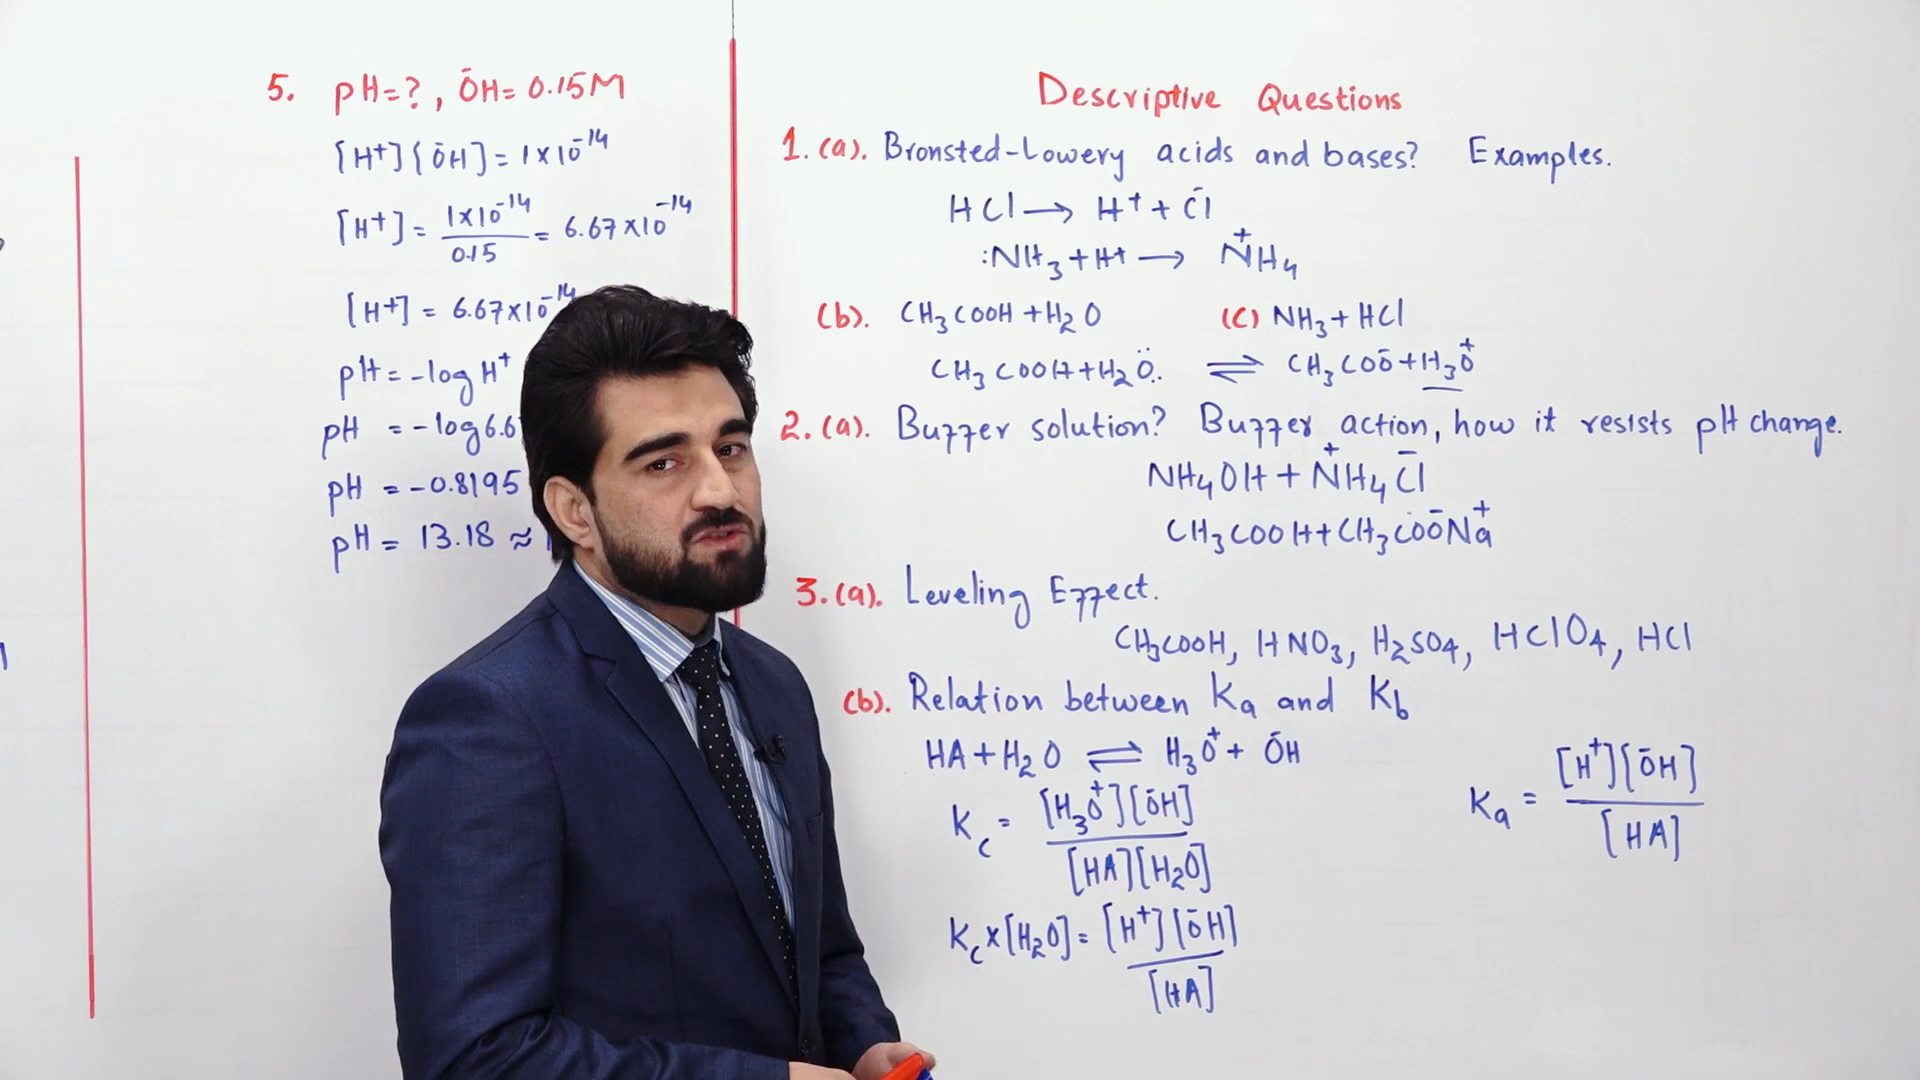 5. pH=?, ŌH= 0.15M
[H⁺][ŌH]= 1×10⁻¹⁴
[H⁺]= 1×10⁻¹⁴/0.15 = 6.67×10⁻¹⁴
[H⁺] = 6.67×10⁻¹⁴
pH=-log H⁺
pH = -log6.6
pH = -0.8195
pH = 13.18 ≈
Descriptive Questions
1.(a). Bronsted-Lowery acids and bases? Examples.
HCl → H⁺ + Cl⁻
:NH₃+H⁺ → N⁺H₄
(b). CH₃COOH+H₂O (C) NH₃+HCl
CH₃COOH+H₂Ö: ⇌ CH₃COO⁻+H₃O⁺
2.(a). Buffer solution? Buffer action, how it resists pH change.
NH₄OH + N⁺H₄Cl⁻
CH₃COOH+CH₃COO⁻Na⁺
3.(a). Leveling Effect.
CH₃COOH, HNO₃, H₂SO₄, HClO₄, HCl
(b). Relation between Ka and Kb
HA+H₂O ⇌ H₃O⁺ + ŌH
Kc = [H₃O⁺][ŌH]/[HA][H₂O]
Kc×[H₂O]= [H⁺][ŌH]/[HA]
Ka = [H⁺][ŌH]/[HA]